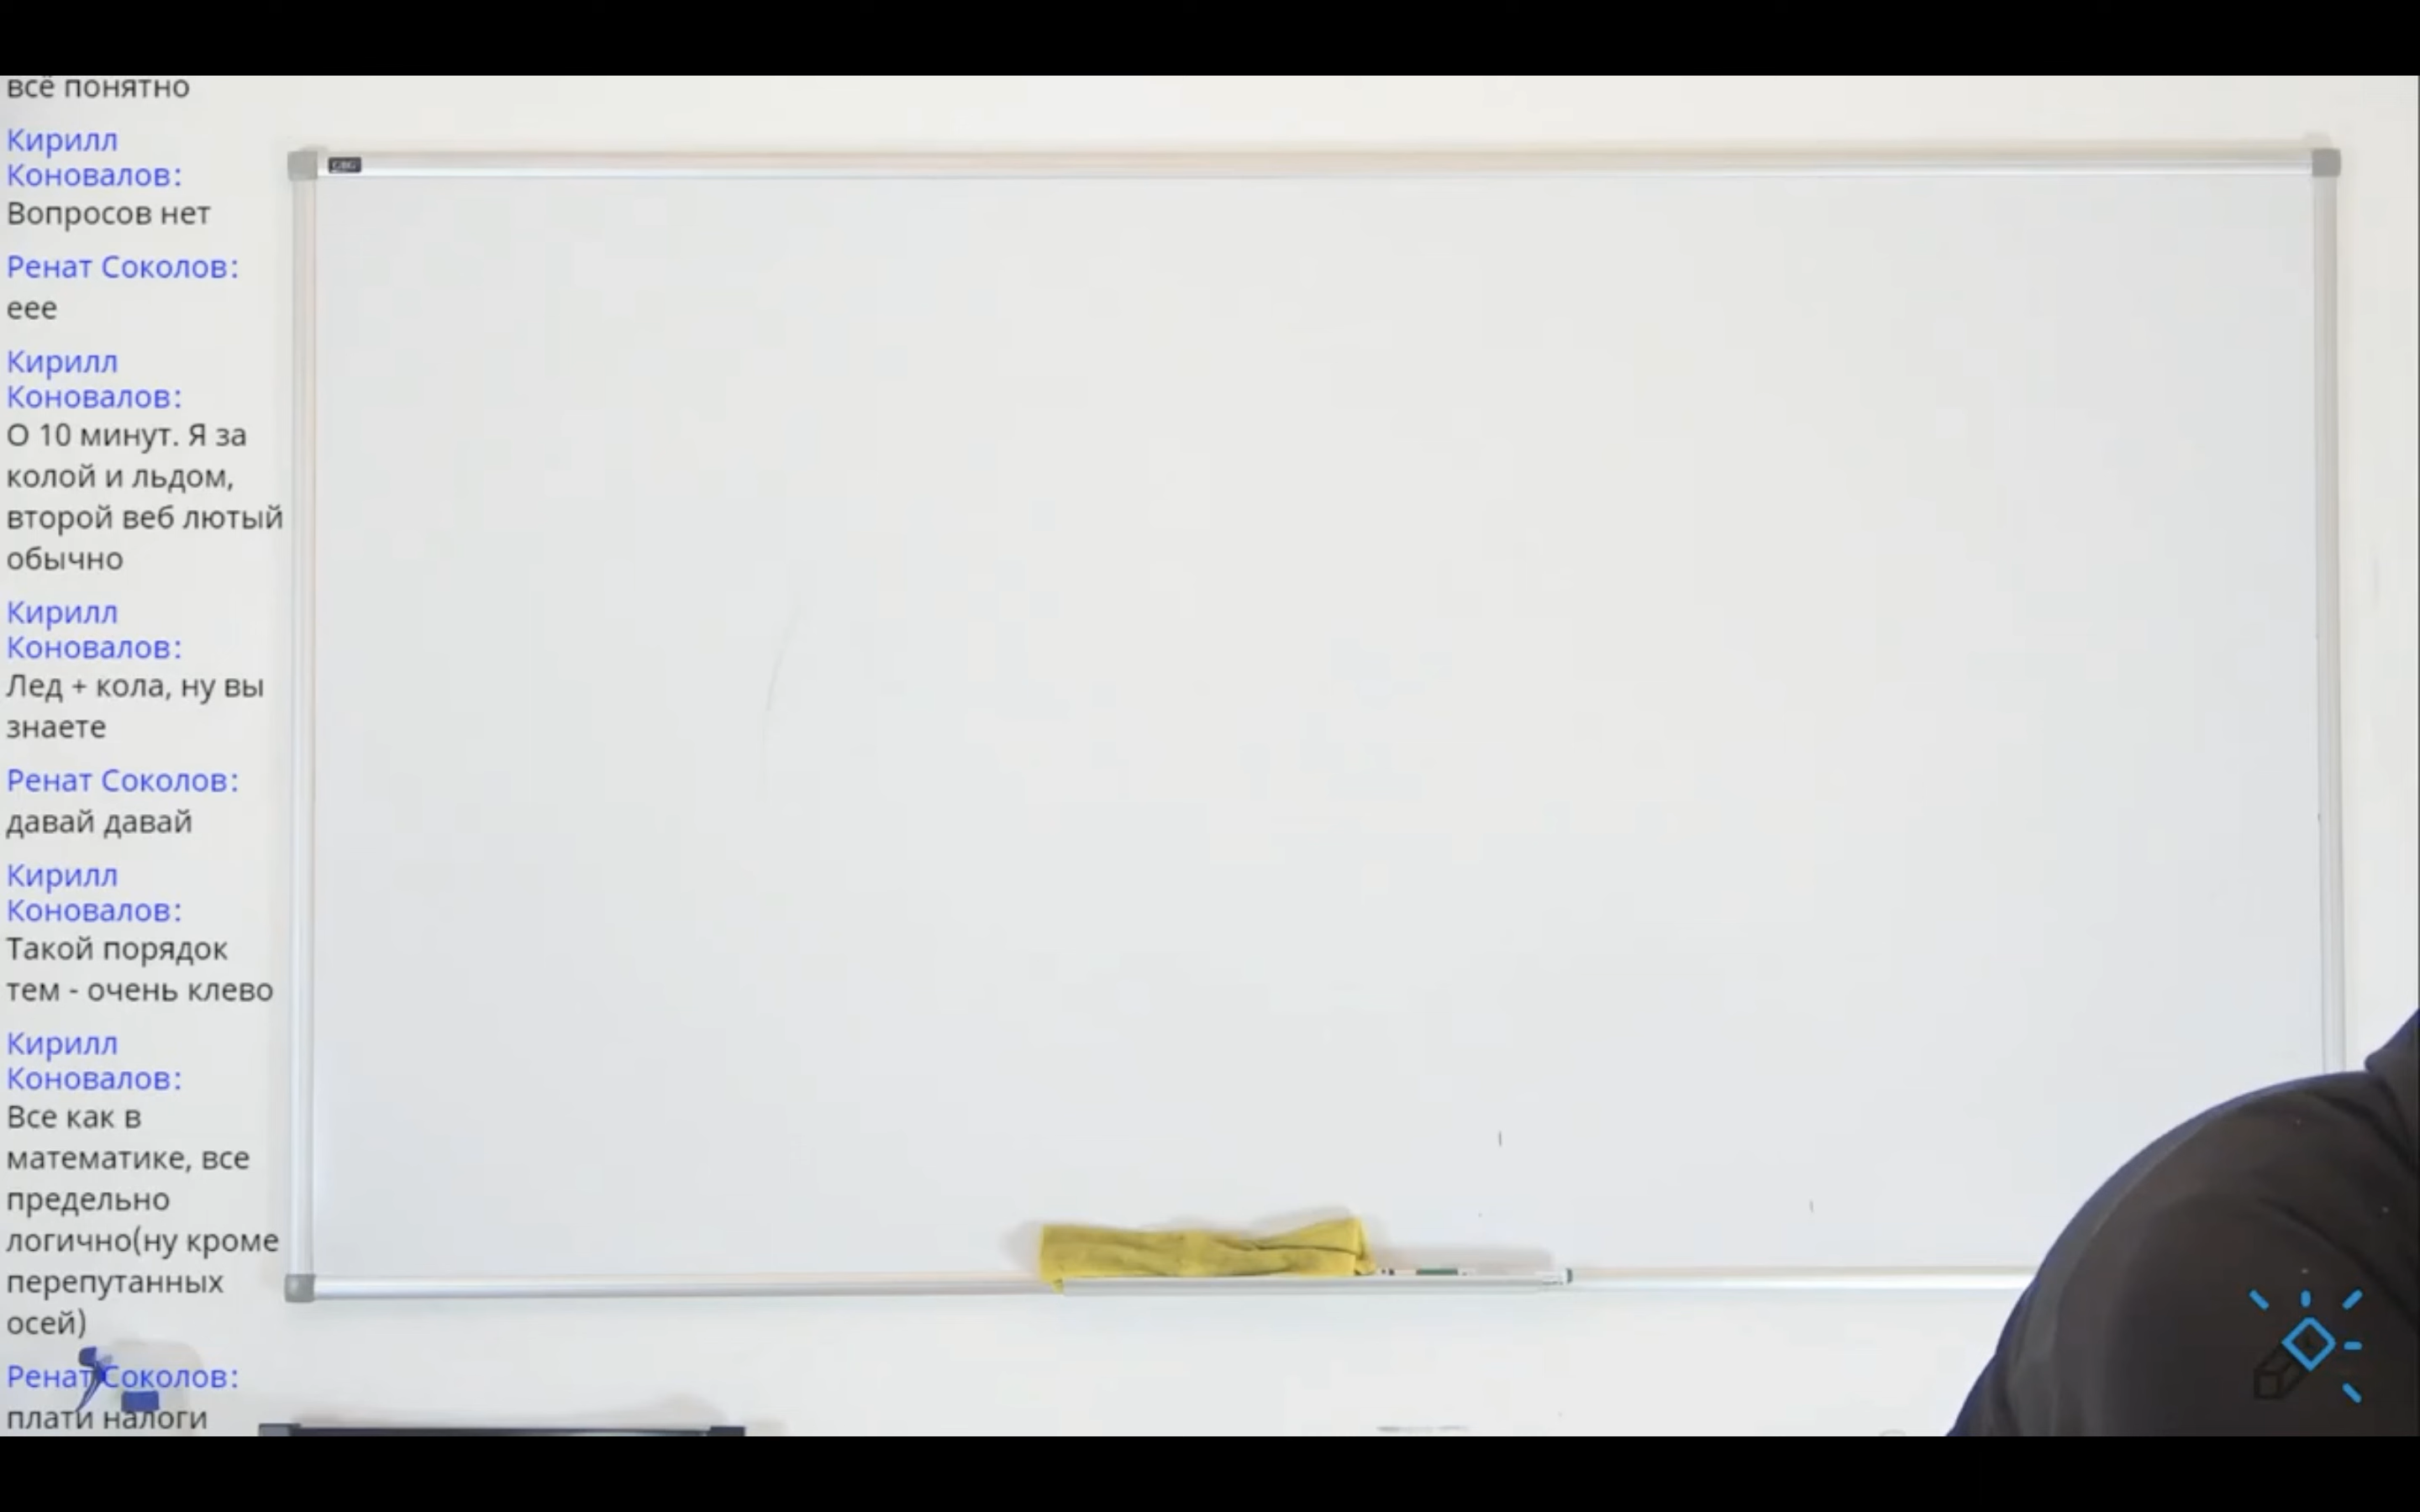 всё понятно
Кирилл
Коновалов:
Вопросов нет
Ренат Соколов:
еее
Кирилл
Коновалов:
О 10 минут. Я за
колой и льдом,
второй веб лютый
обычно
Кирилл
Коновалов:
Лед + кола, ну вы
знаете
Ренат Соколов:
давай давай
Кирилл
Коновалов:
Такой порядок
тем - очень клево
Кирилл
Коновалов:
Все как в
математике, все
предельно
логично(ну кроме
перепутанных
осей)
Ренат Соколов:
плати налоги